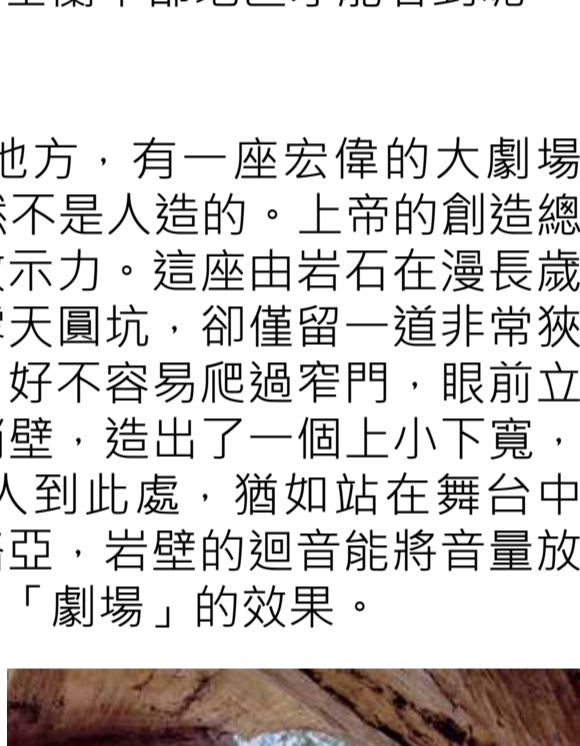 地方，有一座宏偉的大劇場
不是人造的。上帝的創造總
示力。這座由岩石在漫長歲
天圓坑，卻僅留一道非常狹
好不容易爬過窄門，眼前立
壁，造出了一個上小下寬，
人到此處，猶如站在舞台中
亞，岩壁的迴音能將音量放
「劇場」的效果。